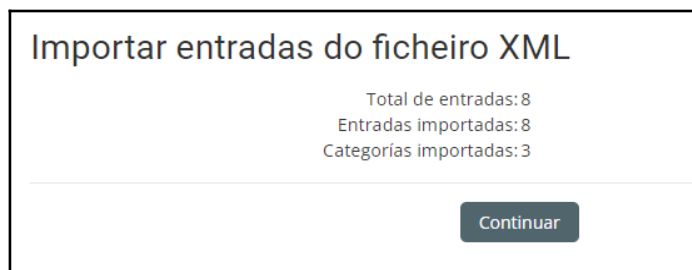 Importar entradas do ficheiro XML
Total de entradas: 8
Entradas importadas: 8
Categorías importadas: 3
Continuar